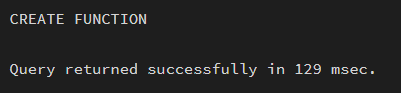 CREATE FUNCTION
Query returned successfully in 129 msec.